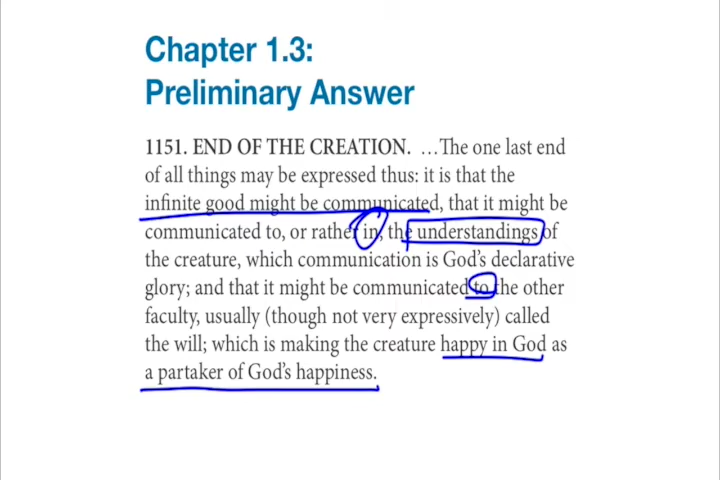 Chapter 1.3:
Preliminary Answer
1151. END OF THE CREATION. …The one last end
of all things may be expressed thus: it is that the
infinite good might be communicated, that it might be
communicated to, or rather in, the understandings of
the creature, which communication is God's declarative
glory; and that it might be communicated to the other
faculty, usually (though not very expressively) called
the will; which is making the creature happy in God as
a partaker of God's happiness.